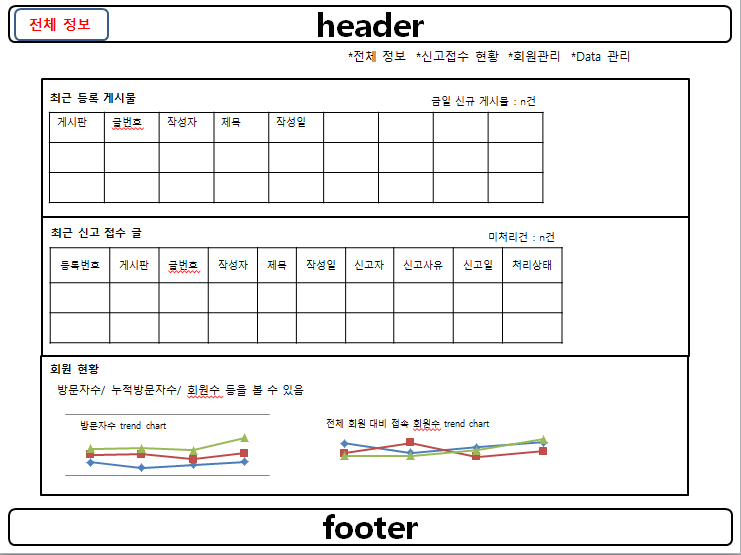 전체 정보
header
*전체 정보 *신고접수 현황 *회원관리 *Data 관리
최근 등록 게시물
금일 신규 게시물 : n건
게시판 글번호 작성자 제목 작성일
최근 신고 접수 글
미처리건 : n건
등록번호 게시판 글번호 작성자 제목 작성일 신고자 신고사유 신고일 처리상태
회원 현황
방문자수/ 누적방문자수/ 회원수 등을 볼 수 있음
방문자수 trend chart
전체 회원 대비 접속 회원수 trend chart
footer